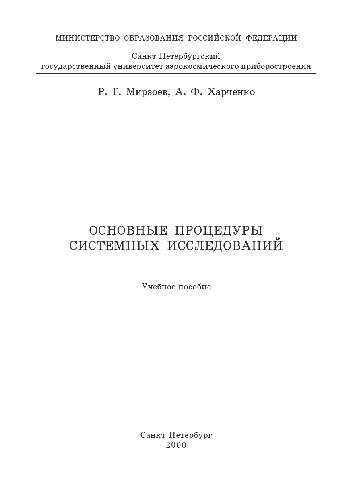 МИНИСТЕРСТВО ОБРАЗОВАНИЯ РОССИЙСКОЙ ФЕДЕРАЦИИ
Санкт-Петербургский
государственный университет аэрокосмического приборостроения
Р. Г. Мирзоев, А. Ф. Харченко
ОСНОВНЫЕ ПРОЦЕДУРЫ
СИСТЕМНЫХ ИССЛЕДОВАНИЙ
Учебное пособие
Санкт-Петербург
2000